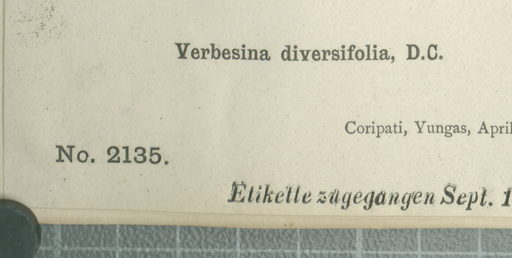 Verbesina diversifolia, D.C.
Coripati, Yungas, April
No. 2135.
Etikette zugegangen Sept. 1